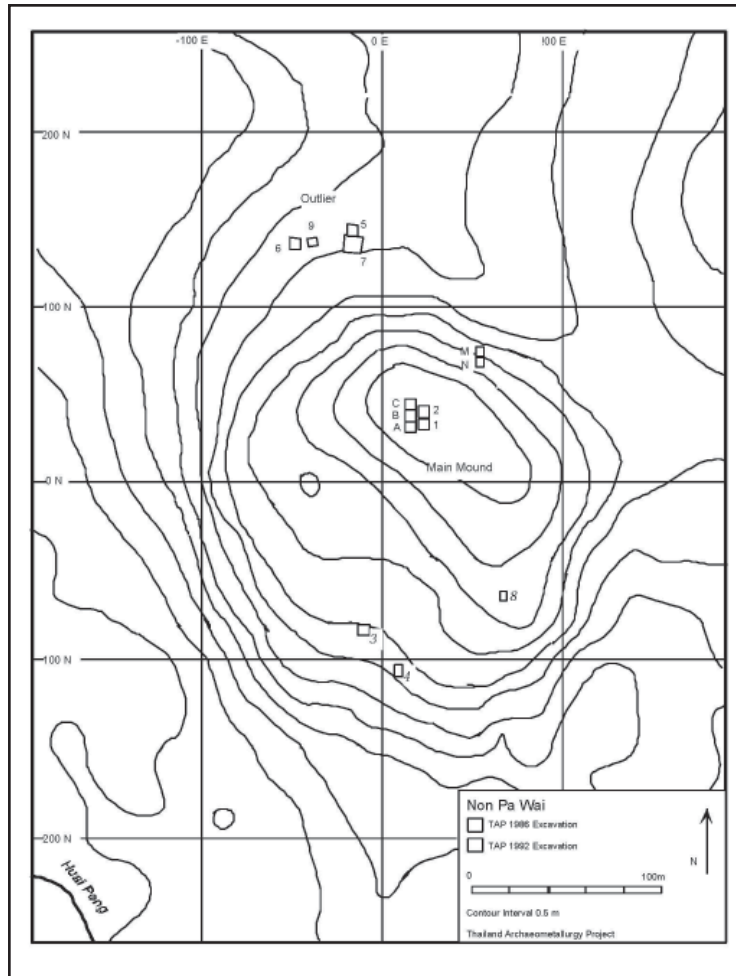 -100 E
0 E
!00 E
200 N
Outlier
9
5
6
7
100 N
M
N
C
2
B
A
1
Main Mound
0 N
8
3
4
100 N
200 N
Huai Pong
Non Pa Wai
TAP 1986 Excavation
TAP 1992 Excavation
N
0
100m
Contour Interval 0.5 m
Thailand Archaeometallurgy Project